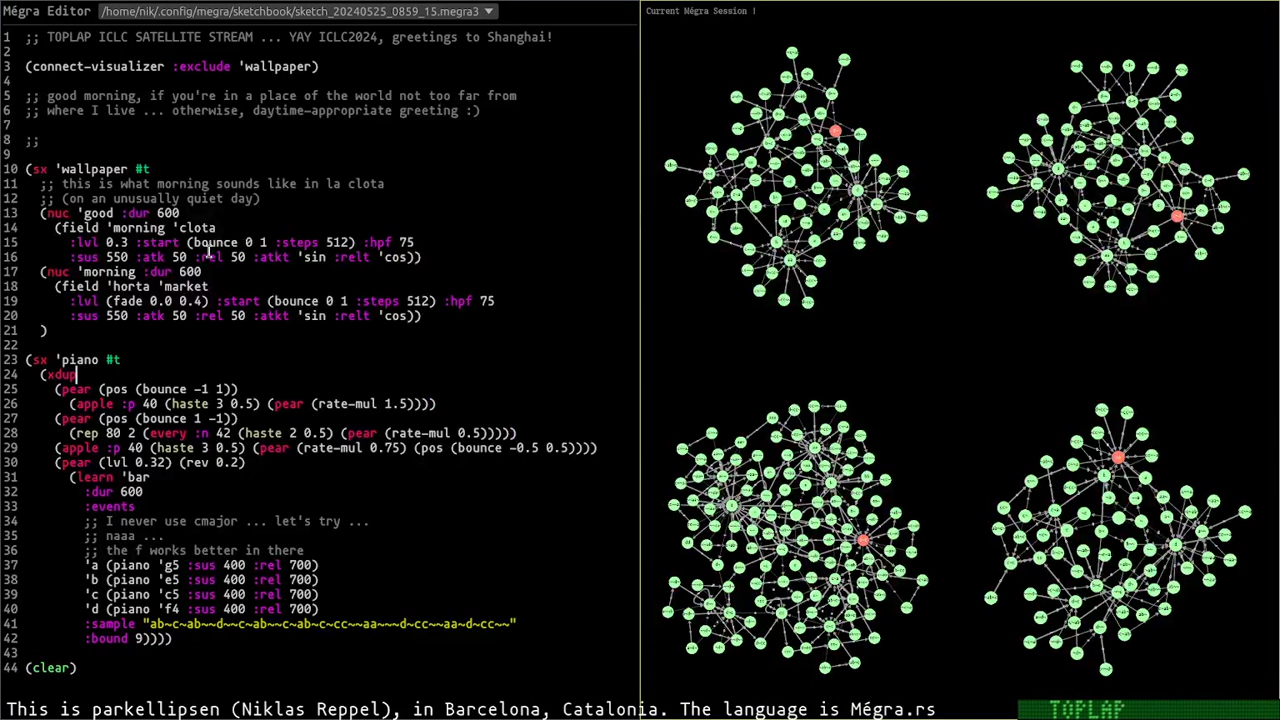 Mégra Editor /home/nik/.config/megra/sketchbook/sketch_20240525_0859_15.megra3
Current Mégra Session !
1 ;; TOPLAP ICLC SATELLITE STREAM ... YAY ICLC2024, greetings to Shanghai!
2
3 (connect-visualizer :exclude 'wallpaper)
4
5 ;; good morning, if you're in a place of the world not too far from
6 ;; where I live ... otherwise, daytime-appropriate greeting :)
7
8 ;;
9
10 (sx 'wallpaper #t
11 ;; this is what morning sounds like in la clota
12 ;; (on an unusually quiet day)
13 (nuc 'good :dur 600
14 (field 'morning 'clota
15 :lvl 0.3 :start (bounce 0 1 :steps 512) :hpf 75
16 :sus 550 :atk 50 :rel 50 :atkt 'sin :relt 'cos))
17 (nuc 'morning :dur 600
18 (field 'horta 'market
19 :lvl (fade 0.0 0.4) :start (bounce 0 1 :steps 512) :hpf 75
20 :sus 550 :atk 50 :rel 50 :atkt 'sin :relt 'cos))
21 )
22
23 (sx 'piano #t
24 (xdup
25 (pear (pos (bounce -1 1))
26 (apple :p 40 (haste 3 0.5) (pear (rate-mul 1.5))))
27 (pear (pos (bounce 1 -1))
28 (rep 80 2 (every :n 42 (haste 2 0.5) (pear (rate-mul 0.5)))))
29 (apple :p 40 (haste 3 0.5) (pear (rate-mul 0.75) (pos (bounce -0.5 0.5))))
30 (pear (lvl 0.32) (rev 0.2)
31 (learn 'bar
32 :dur 600
33 :events
34 ;; I never use cmajor ... let's try ...
35 ;; naaa ...
36 ;; the f works better in there
37 'a (piano 'g5 :sus 400 :rel 700)
38 'b (piano 'e5 :sus 400 :rel 700)
39 'c (piano 'c5 :sus 400 :rel 700)
40 'd (piano 'f4 :sus 400 :rel 700)
41 :sample "ab~c~ab~~d~~c~ab~~c~ab~c~cc~~aa~~~d~cc~~aa~d~cc~~"
42 :bound 9))))
43
44 (clear)
This is parkellipsen (Niklas Reppel), in Barcelona, Catalonia. The language is Mégra.rs
TOPLAP